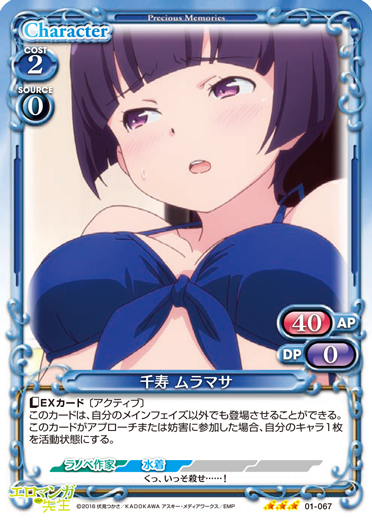 Precious Memories
Character
COST
2
SOURCE
0
40 AP
DP 0
千寿 ムラマサ
EXカード 〔アクティブ〕
このカードは、自分のメインフェイズ以外でも登場させることができる。
このカードがアプローチまたは妨害に参加した場合、自分のキャラ1枚
を活動状態にする。
ラノベ作家 水着
くっ、いっそ殺せ……!
エロマンガ
先生
01-067
©2016 伏見つかさ/KADOKAWA アスキー・メディアワークス/EMP